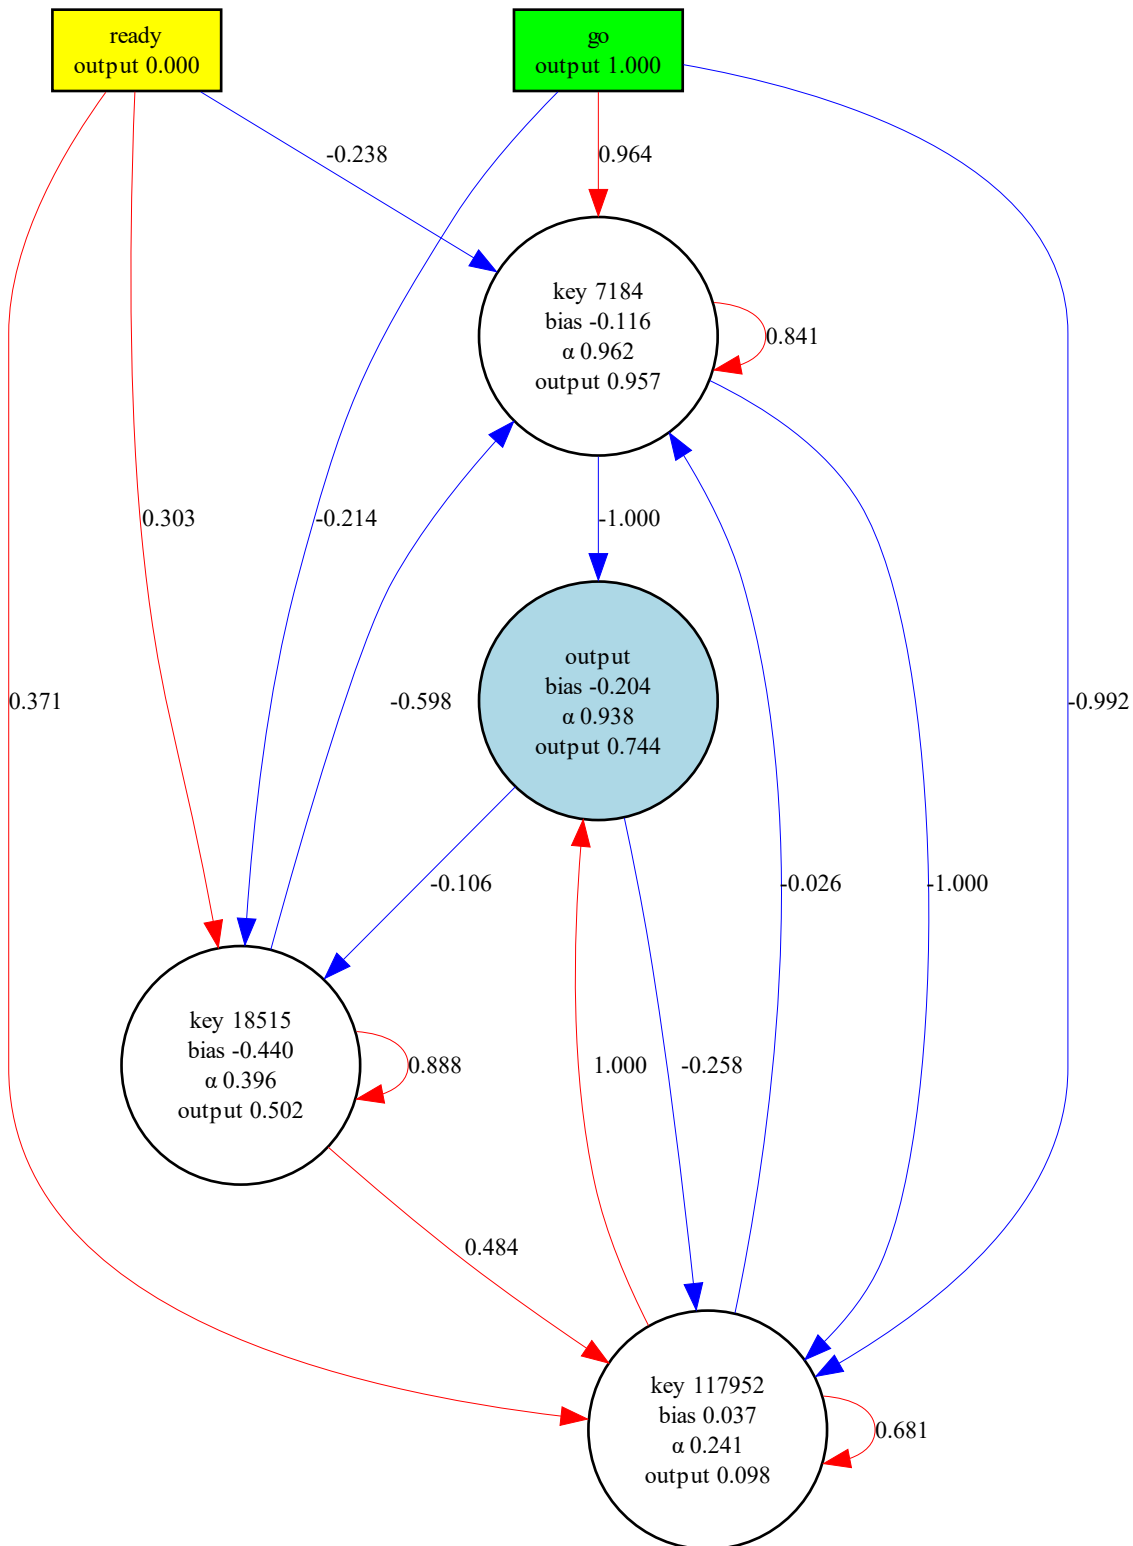 ready
output 0.000
go
output 1.000
-0.238
0.964
key 7184
bias -0.116
α 0.962
output 0.957
0.841
0.303
-0.214
-1.000
output
bias -0.204
α 0.938
output 0.744
0.371
-0.598
-0.992
-0.106
-0.026
-1.000
key 18515
bias -0.440
α 0.396
output 0.502
0.888
1.000
-0.258
0.484
key 117952
bias 0.037
α 0.241
output 0.098
0.681